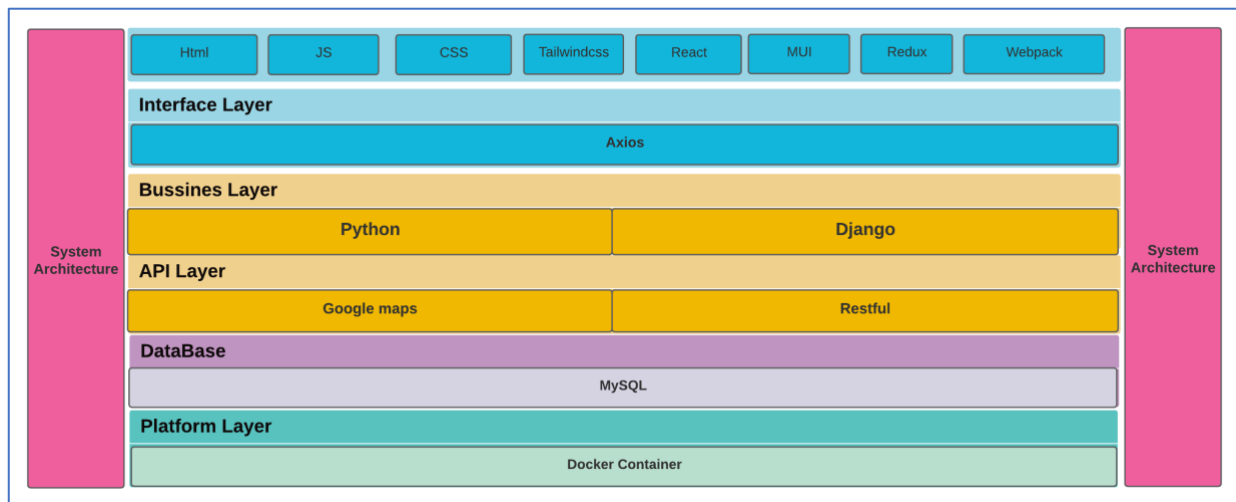 Html
JS
CSS
Tailwindcss
React
MUI
Redux
Webpack
Interface Layer
Axios
Bussines Layer
Python
Django
System
Architecture
System
Architecture
API Layer
Google maps
Restful
DataBase
MySQL
Platform Layer
Docker Container